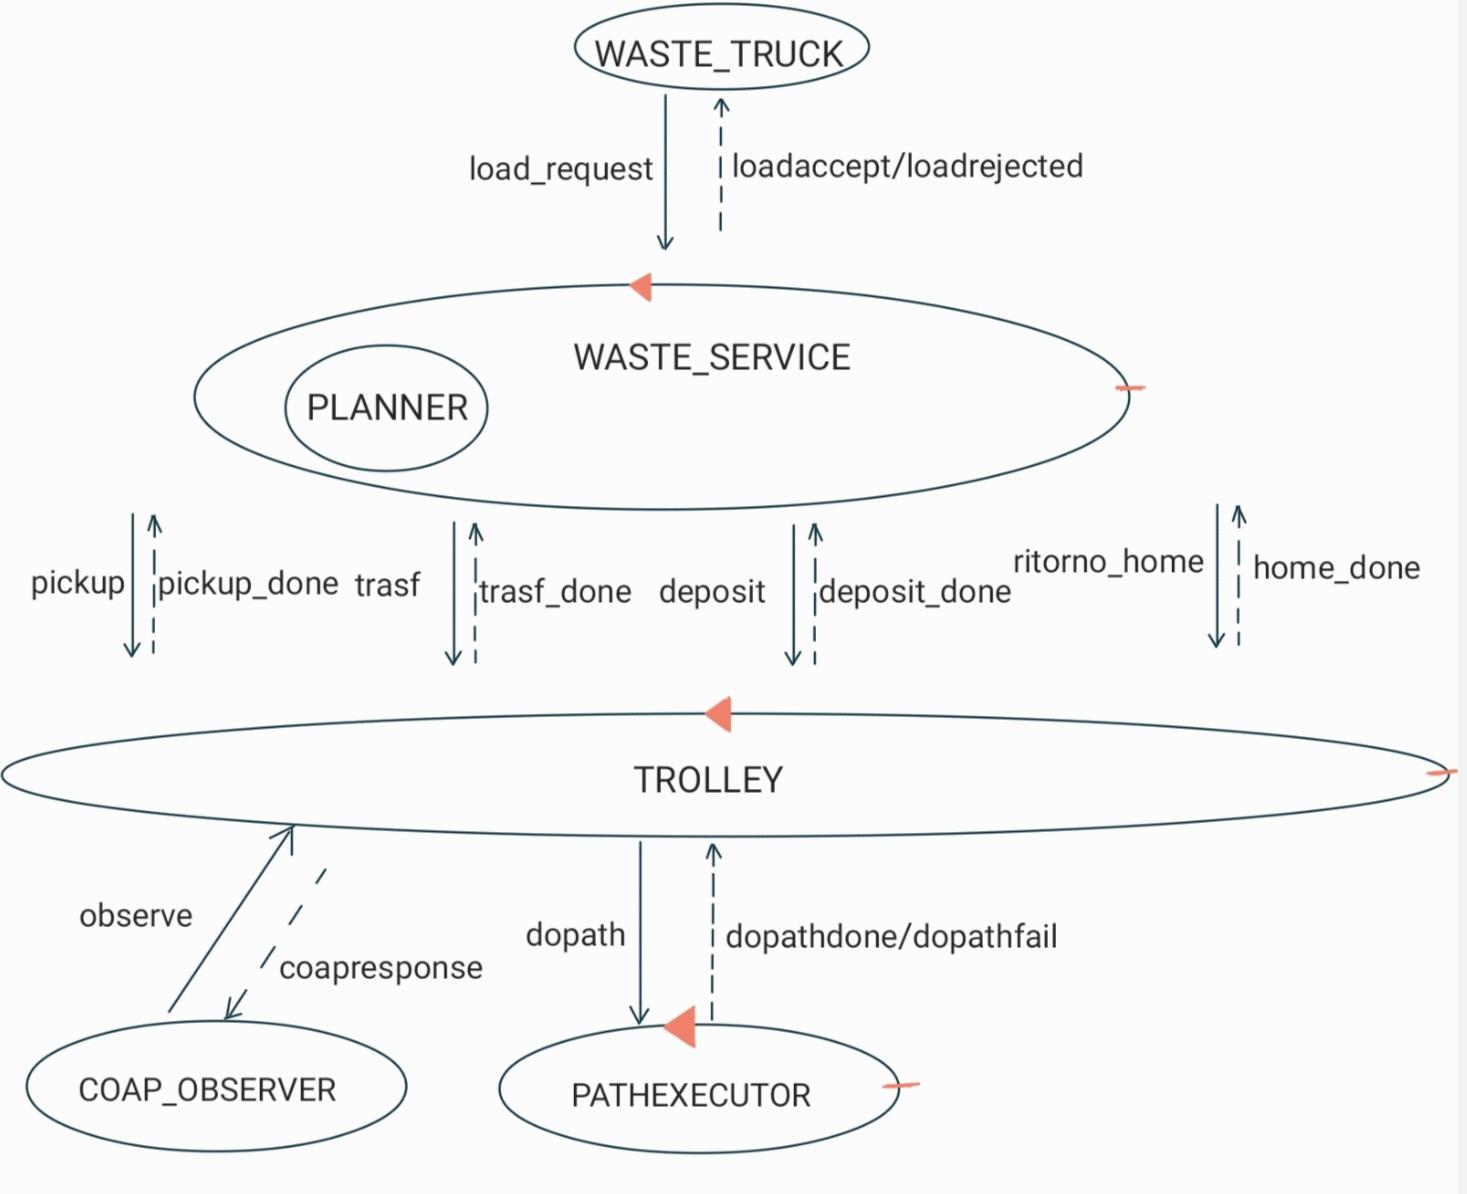 WASTE_TRUCK
load_request
loadaccept/loadrejected
WASTE_SERVICE
PLANNER
pickup
pickup_done
trasf
trasf_done
deposit
deposit_done
ritorno_home
home_done
TROLLEY
observe
coapresponse
dopath
dopathdone/dopathfail
COAP_OBSERVER
PATHEXECUTOR